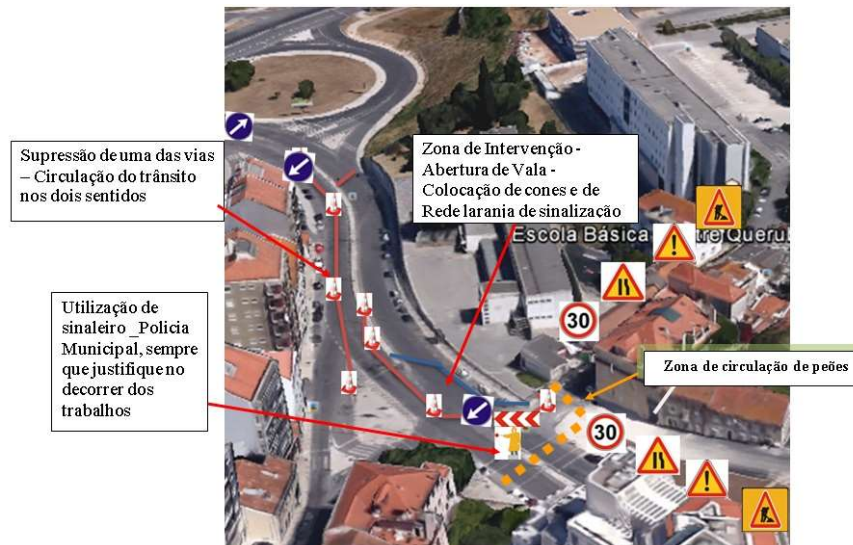 Supressão de uma das vias
– Circulação do trânsito
nos dois sentidos
Zona de Intervenção -
Abertura de Vala -
Colocação de cones e de
Rede laranja de sinalização
Escola Básica
tre Querub
30
Utilização de
sinaleiro _Policia
Municipal, sempre
que justifique no
decorrer dos
trabalhos
Zona de circulação de peões
30